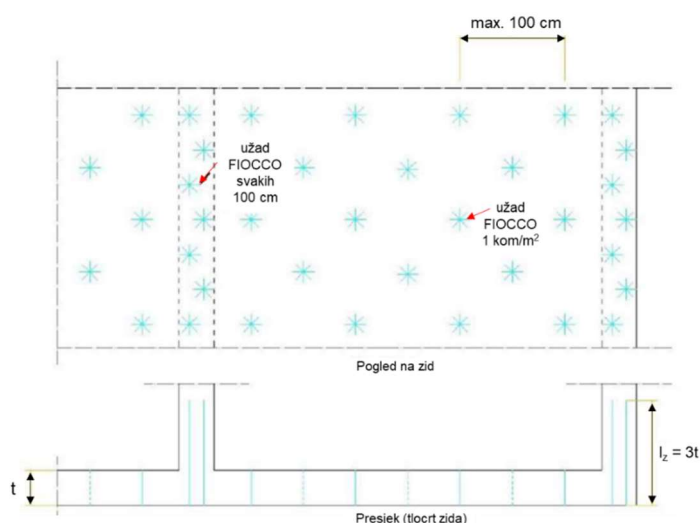 max. 100 cm
užad
FIOCCO
svakih
100 cm
užad
FIOCCO
1 kom/m²
Pogled na zid
t
l_z = 3t
Presjek (tlocrt zida)